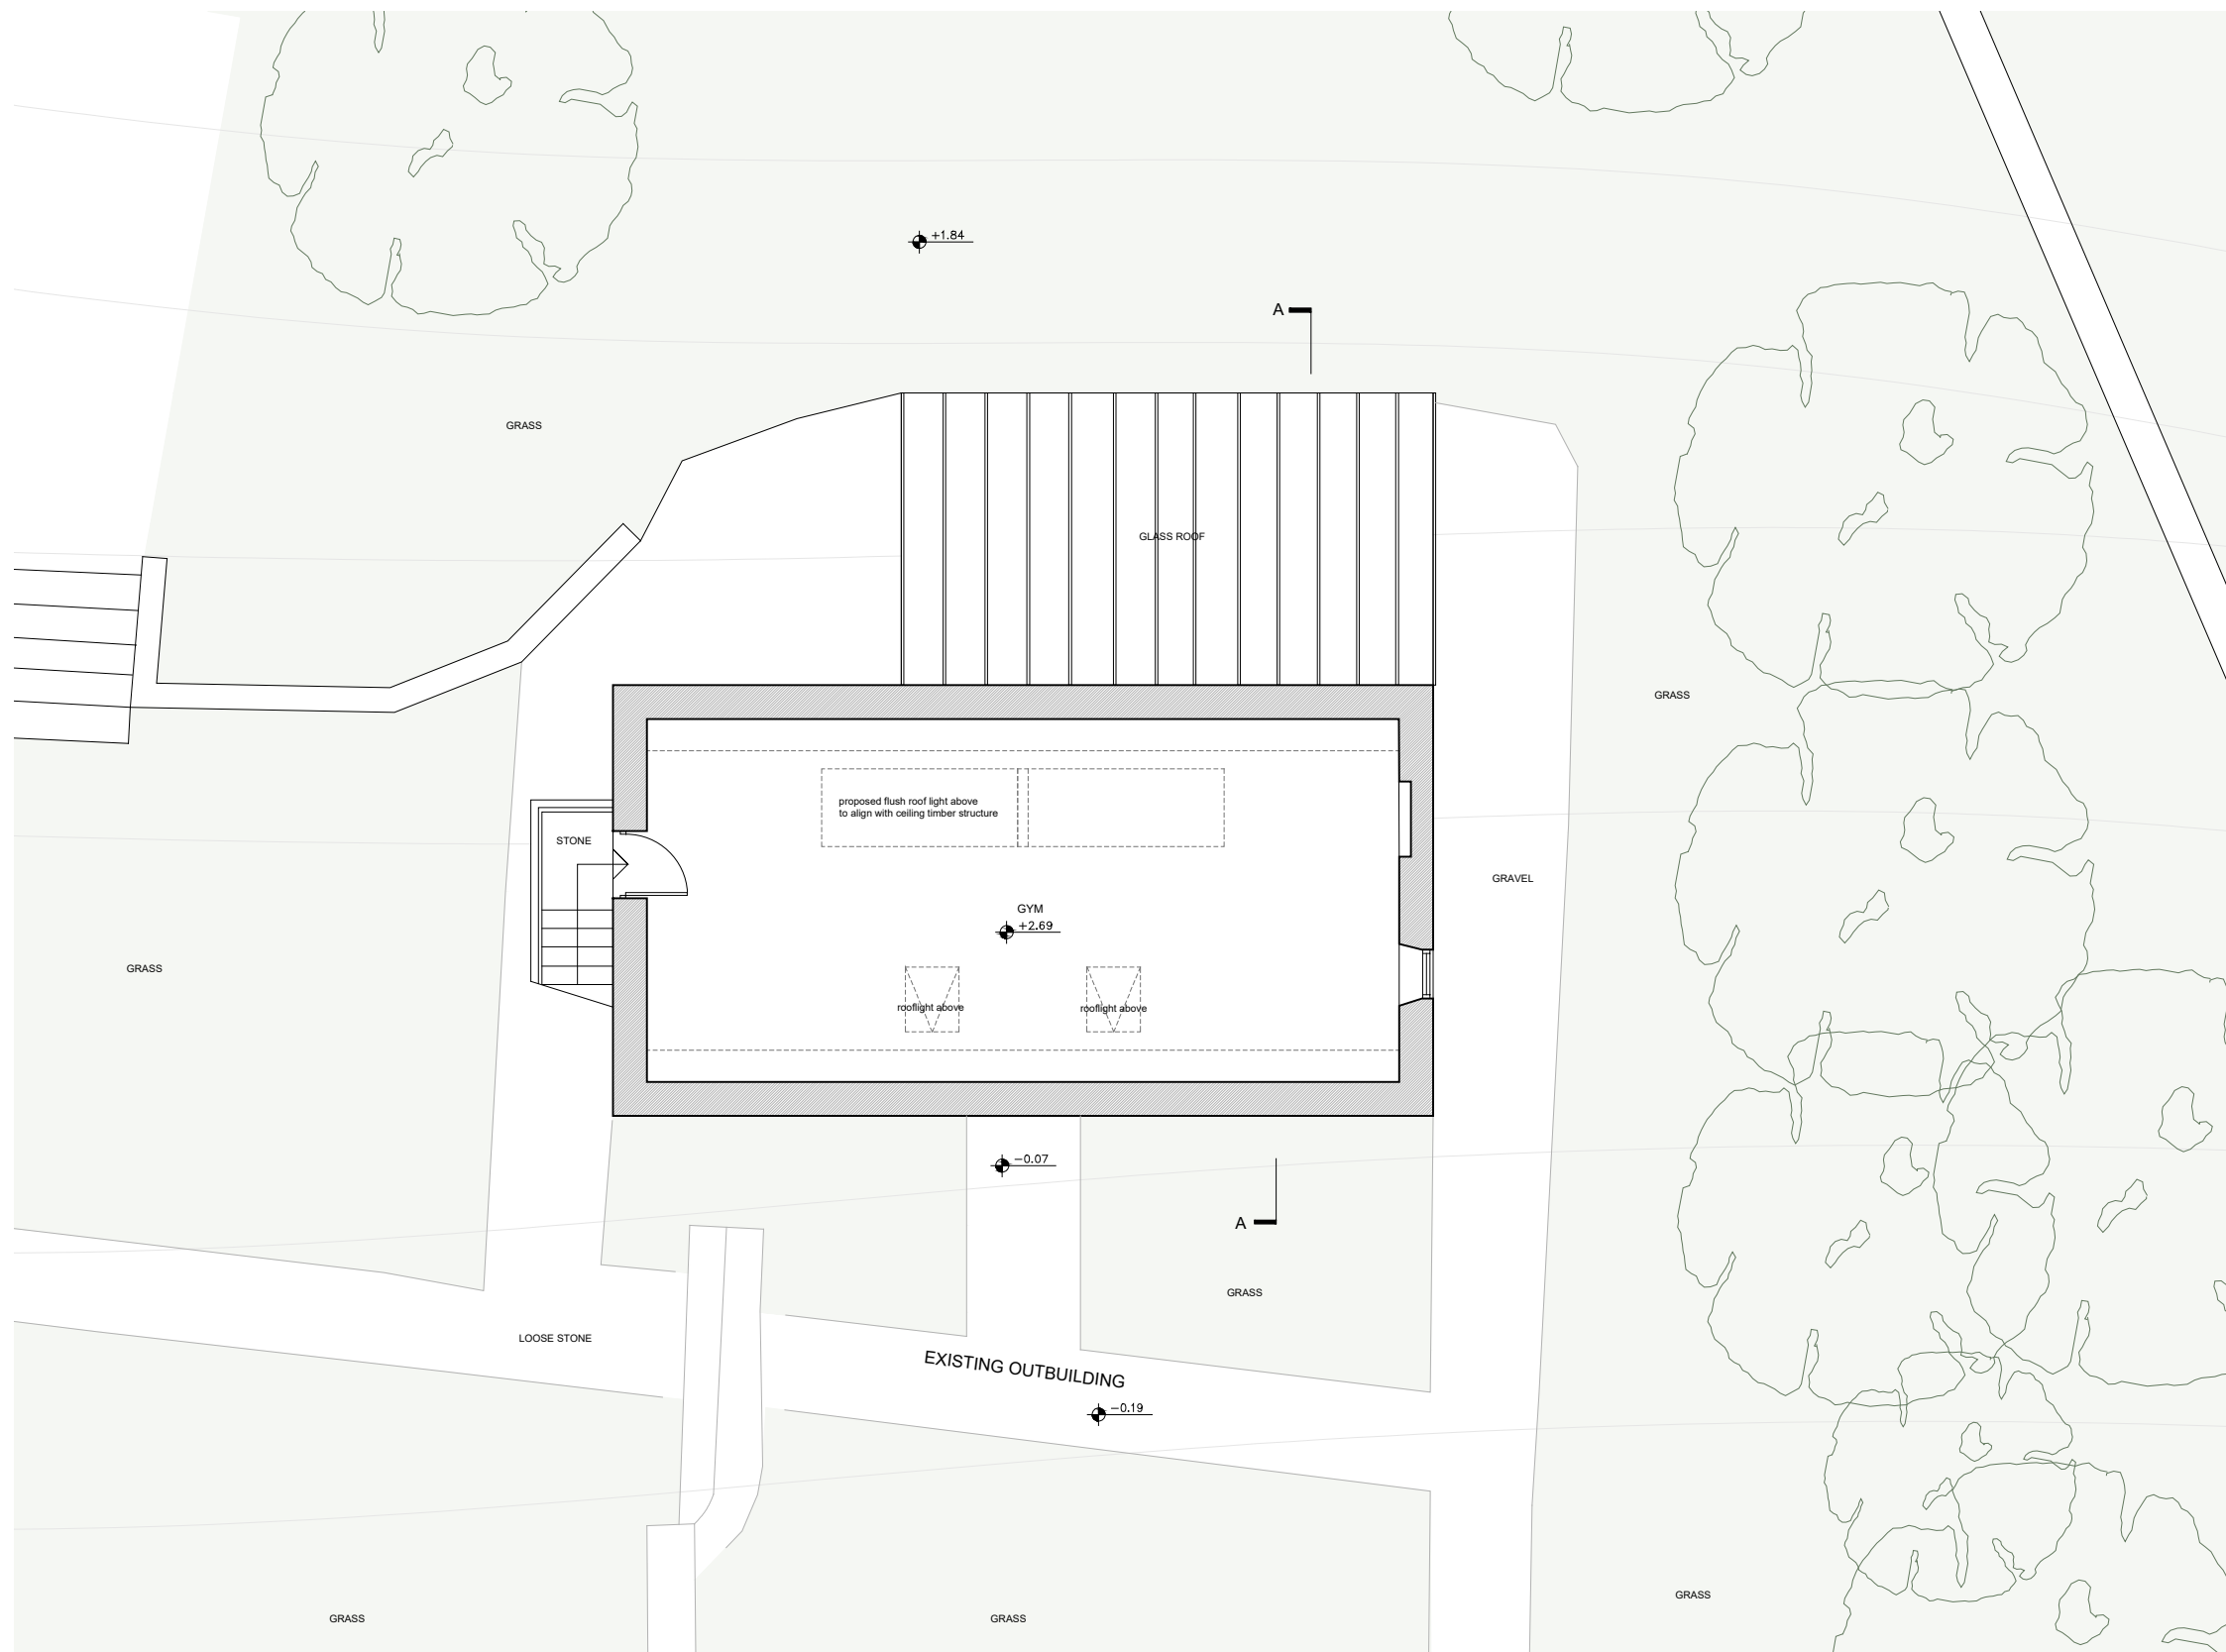 +1.84
A
GRASS
GLASS ROOF
GRASS
proposed flush roof light above
to align with ceiling timber structure
STONE
GRAVEL
GYM
+2.69
GRASS
rooflight above
rooflight above
-0.07
A
GRASS
LOOSE STONE
EXISTING OUTBUILDING
-0.19
GRASS
GRASS
GRASS